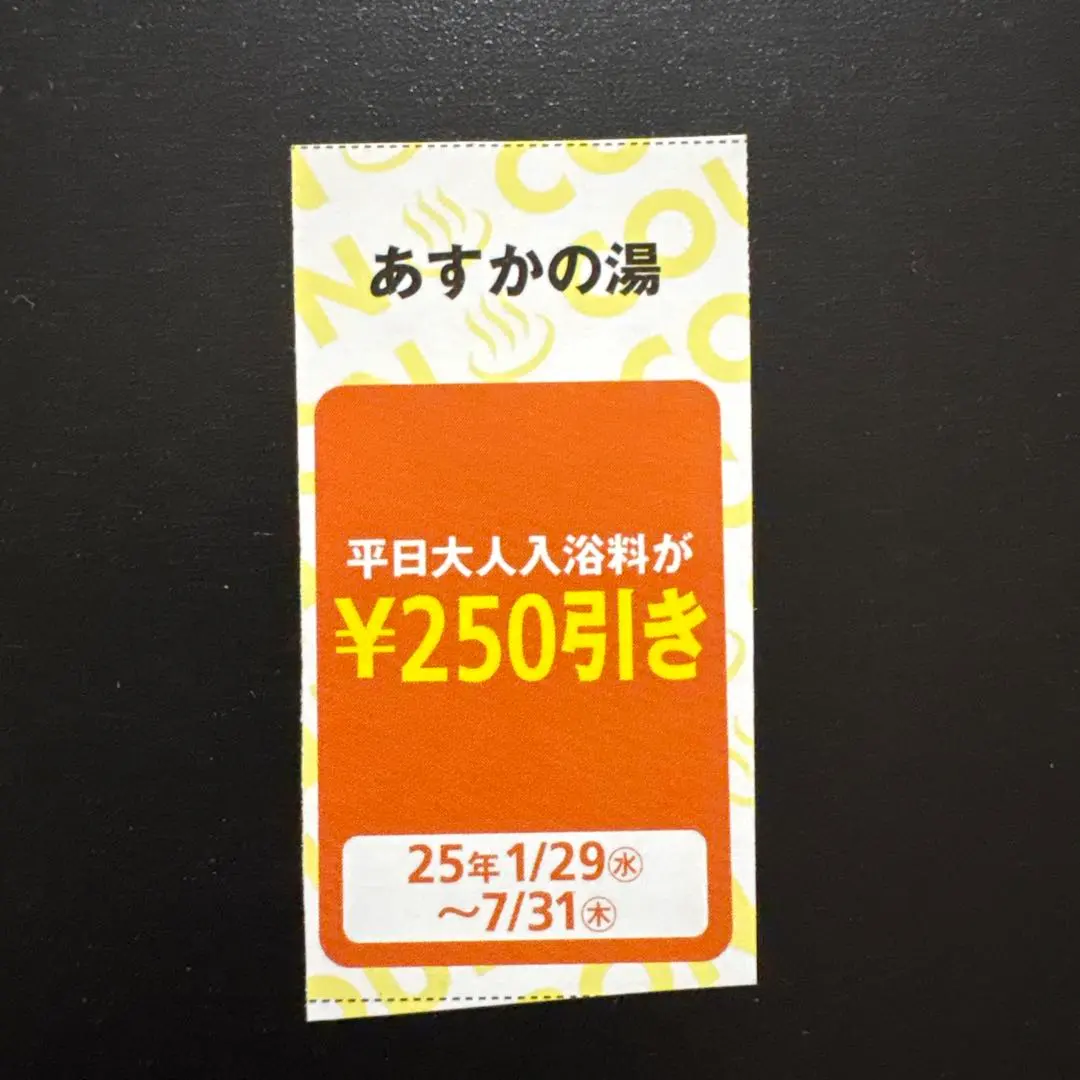 あすかの湯
平日大人入浴料が
¥250引き
25年1/29㊌
～7/31㊍